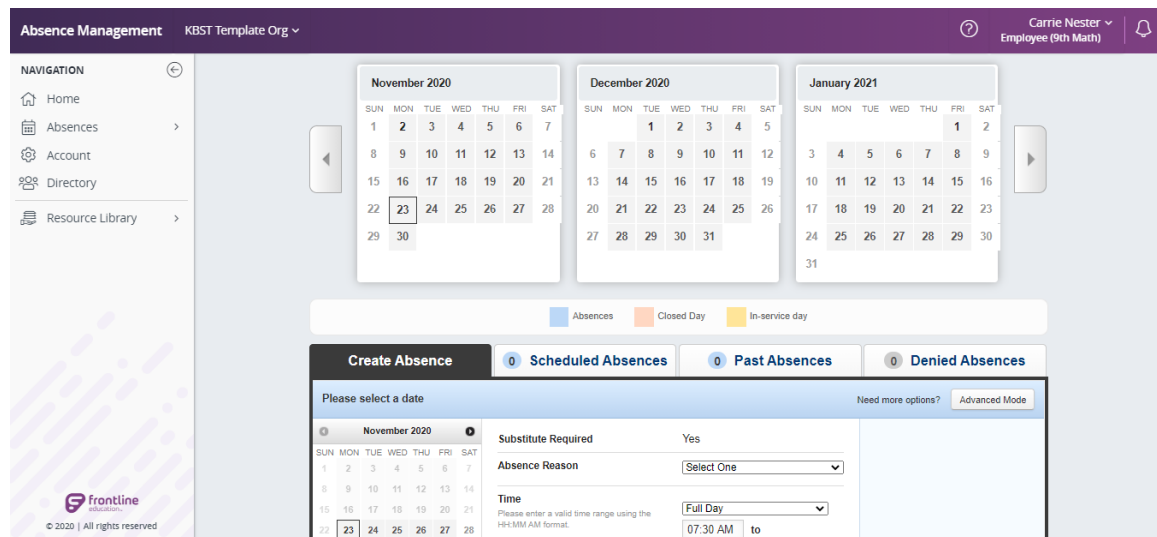 Absence Management KBST Template Org Carrie Nester
Employee (9th Math)
NAVIGATION
Home
Absences
Account
Directory
Resource Library
frontline
education
© 2020 | All rights reserved
November 2020
SUN MON TUE WED THU FRI SAT
1 2 3 4 5 6 7
8 9 10 11 12 13 14
15 16 17 18 19 20 21
22 23 24 25 26 27 28
29 30
December 2020
SUN MON TUE WED THU FRI SAT
1 2 3 4 5
6 7 8 9 10 11 12
13 14 15 16 17 18 19
20 21 22 23 24 25 26
27 28 29 30 31
January 2021
SUN MON TUE WED THU FRI SAT
1 2
3 4 5 6 7 8 9
10 11 12 13 14 15 16
17 18 19 20 21 22 23
24 25 26 27 28 29 30
31
Absences Closed Day In-service day
Create Absence 0 Scheduled Absences 0 Past Absences 0 Denied Absences
Please select a date Need more options? Advanced Mode
November 2020
SUN MON TUE WED THU FRI SAT
1 2 3 4 5 6 7
8 9 10 11 12 13 14
15 16 17 18 19 20 21
22 23 24 25 26 27 28
Substitute Required Yes
Absence Reason Select One
Time Full Day
Please enter a valid time range using the
HH:MM AM format.
07:30 AM to